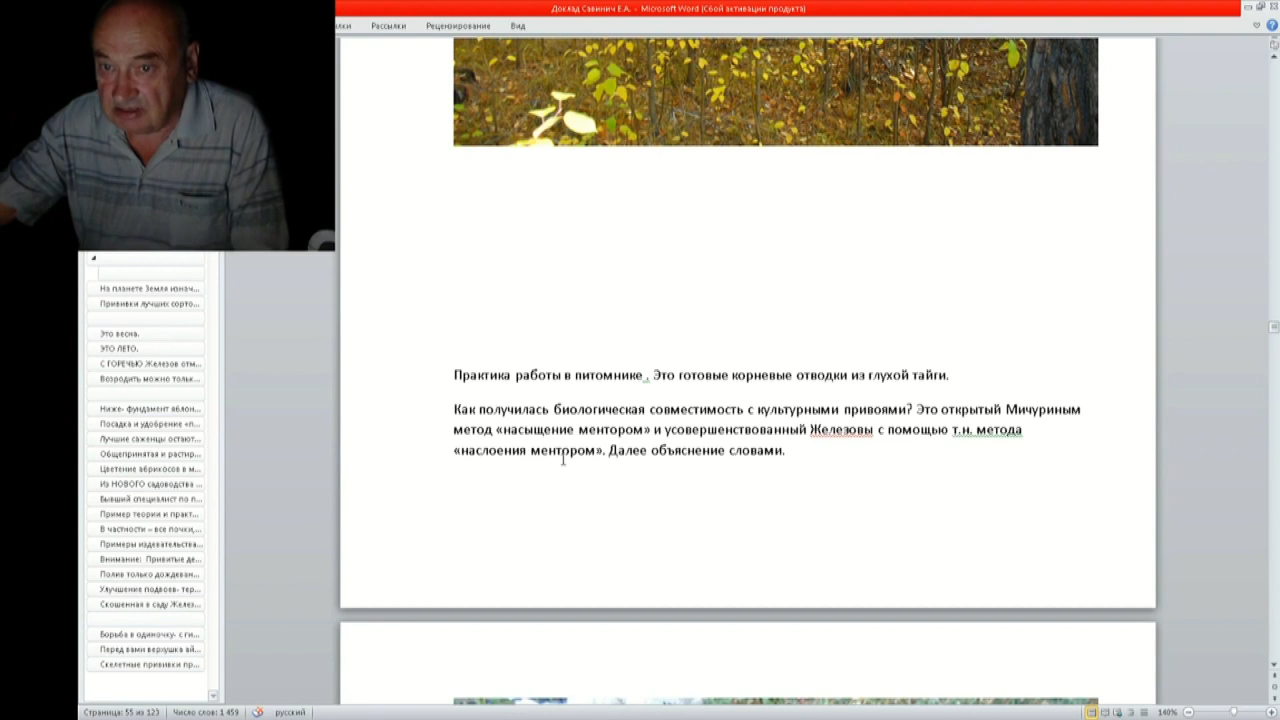 Доклад Савинич Е.А. - Microsoft Word (Сбой активации продукта)
Рассылки Рецензирование Вид
На планете Земля изнач...
Прививки лучших сорто...
Это весна.
ЭТО ЛЕТО.
С ГОРЕЧЬЮ Железов отм...
Возродить можно тольк...
Ниже- фундамент яблон...
Посадка и удобрение «п...
Лучшие саженцы остают...
Общепринятая и растир...
Цветение абрикосов в м...
Из НОВОГО садоводства ...
Бывший специалист по п...
Пример теории и практ...
В частности – все почки,...
Примеры издевательства...
Внимание: Привитые де...
Полив только дождеван...
Улучшение подвоев- тер...
Скошенная в саду Желез...
Борьба в одиночку- с ги...
Перед вами верхушка ай...
Скелетные прививки пр...
Практика работы в питомнике . Это готовые корневые отводки из глухой тайги.
Как получилась биологическая совместимость с культурными привоями? Это открытый Мичуриным
метод «насыщение ментором» и усовершенствованный Железовы с помощью т.н. метода
«наслоения ментором». Далее объяснение словами.
Страница: 55 из 123 Число слов: 1 459 русский 140%